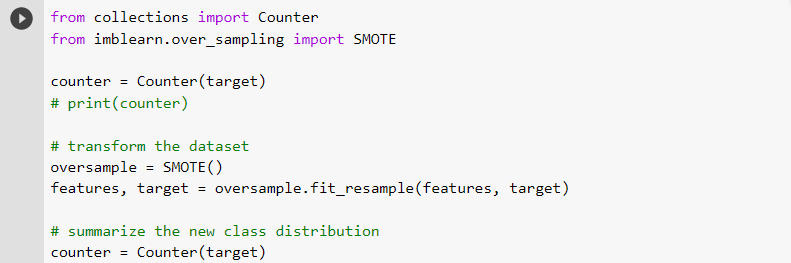 from collections import Counter
from imblearn.over_sampling import SMOTE
counter = Counter(target)
# print(counter)
# transform the dataset
oversample = SMOTE()
features, target = oversample.fit_resample(features, target)
# summarize the new class distribution
counter = Counter(target)